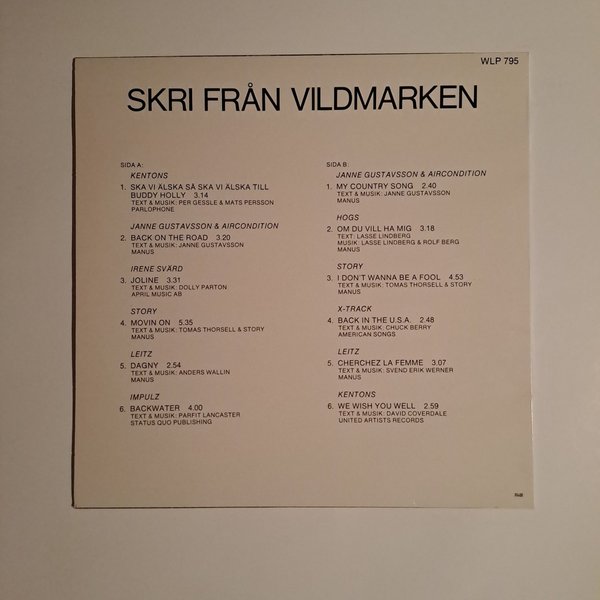 WLP 795
SKRI FRÅN VILDMARKEN
SIDA A:
KENTONS
1. SKA VI ÄLSKA SÅ SKA VI ÄLSKA TILL
BUDDY HOLLY 3.14
TEXT & MUSIK: PER GESSLE & MATS PERSSON
PARLOPHONE
JANNE GUSTAVSSON & AIRCONDITION
2. BACK ON THE ROAD 3.20
TEXT & MUSIK: JANNE GUSTAVSSON
MANUS
IRENE SVÄRD
3. JOLINE 3.31
TEXT & MUSIK: DOLLY PARTON
APRIL MUSIC AB
STORY
4. MOVIN ON 5.35
TEXT & MUSIK: TOMAS THORSELL & STORY
MANUS
LEITZ
5. DAGNY 2.54
TEXT & MUSIK: ANDERS WALLIN
MANUS
IMPULZ
6. BACKWATER 4.00
TEXT & MUSIK: PARFIT LANCASTER
STATUS QUO PUBLISHING
SIDA B:
JANNE GUSTAVSSON & AIRCONDITION
1. MY COUNTRY SONG 2.40
TEXT & MUSIK: JANNE GUSTAVSSON
MANUS
HOGS
2. OM DU VILL HA MIG 3.18
TEXT: LASSE LINDBERG
MUSIK: LASSE LINDBERG & ROLF BERG
MANUS
STORY
3. I DON'T WANNA BE A FOOL 4.53
TEXT & MUSIK: TOMAS THORSELL & STORY
MANUS
X-TRACK
4. BACK IN THE U.S.A. 2.48
TEXT & MUSIK: CHUCK BERRY
AMERICAN SONGS
LEITZ
5. CHERCHEZ LA FEMME 3.07
TEXT & MUSIK: SVEND ERIK WERNER
MANUS
KENTONS
6. WE WISH YOU WELL 2.59
TEXT & MUSIK: DAVID COVERDALE
UNITED ARTISTS RECORDS